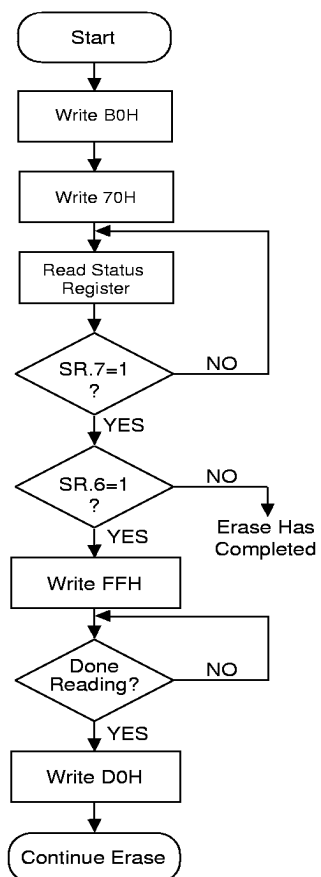 Start
Write B0H
Write 70H
Read Status
Register
SR.7=1
?
NO
YES
SR.6=1
?
NO
YES
Erase Has
Completed
Write FFH
Done
Reading?
NO
YES
Write D0H
Continue Erase